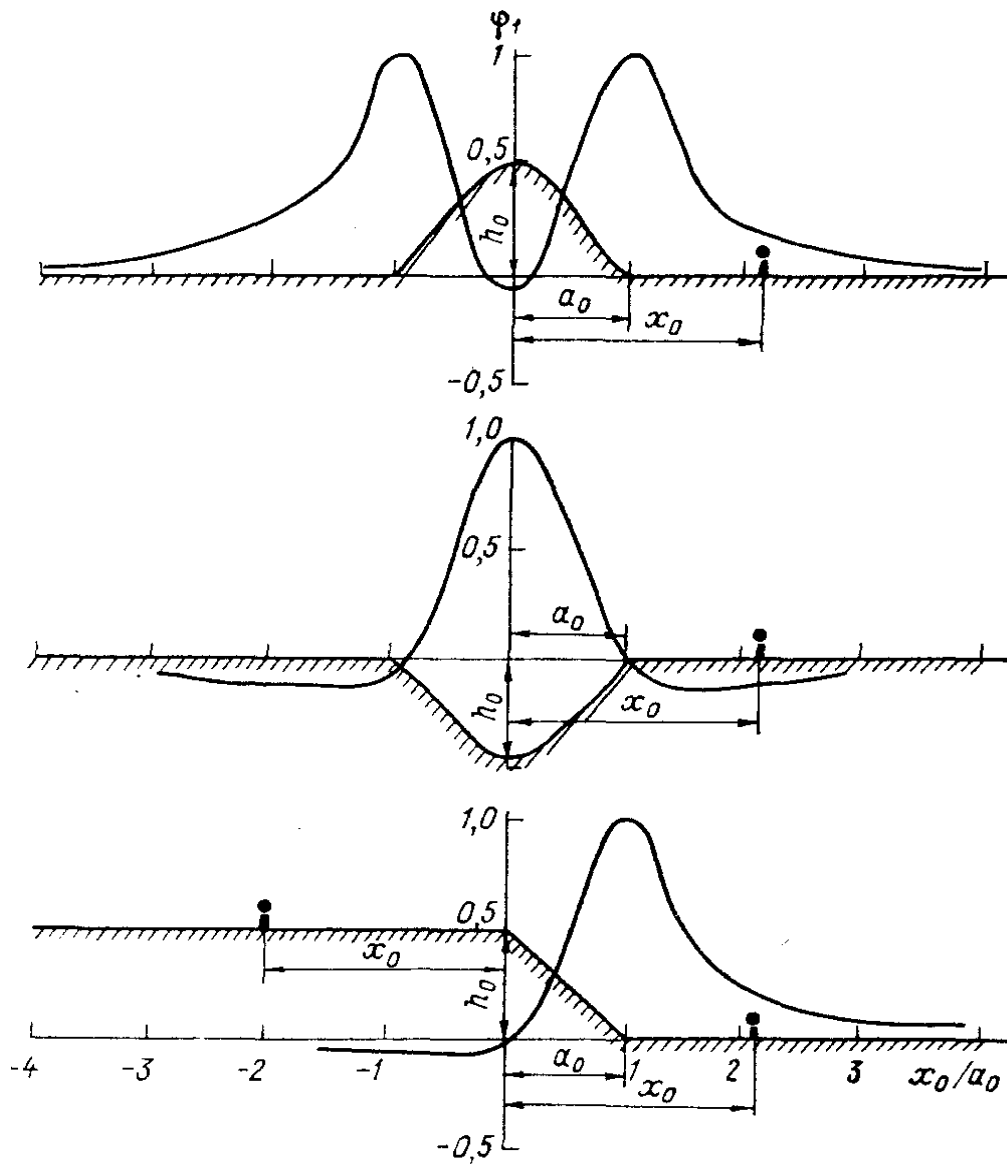 φ₁
1
0,5
h₀
a₀
x₀
-0,5
1,0
0,5
a₀
h₀
x₀
1,0
0,5
x₀
h₀
-4 -3 -2 -1 1 2 3 x₀/a₀
a₀
x₀
-0,5